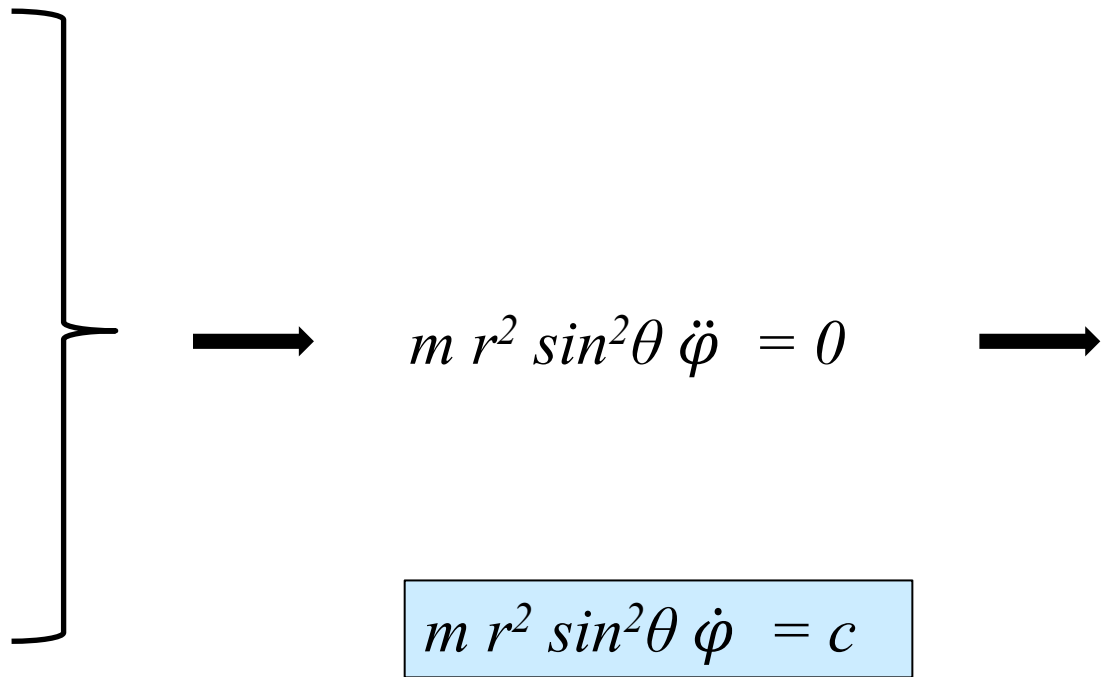 m r² sin²θ φ̈ = 0
m r² sin²θ φ̇ = c